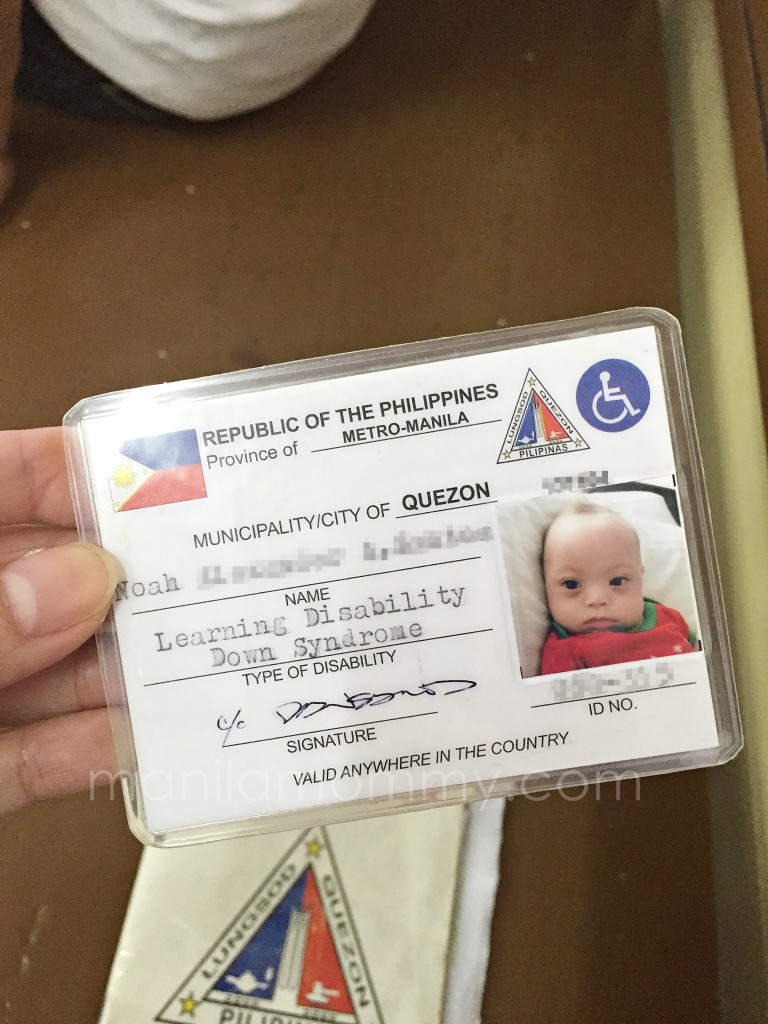 REPUBLIC OF THE PHILIPPINES
Province of METRO-MANILA
LUNGSOD QUEZON
PILIPINAS
MUNICIPALITY/CITY OF QUEZON
Noah
NAME
Learning Disability
Down Syndrome
TYPE OF DISABILITY
c/o
SIGNATURE
ID NO.
VALID ANYWHERE IN THE COUNTRY
manilamommy.com
LUNGSOD QUEZON